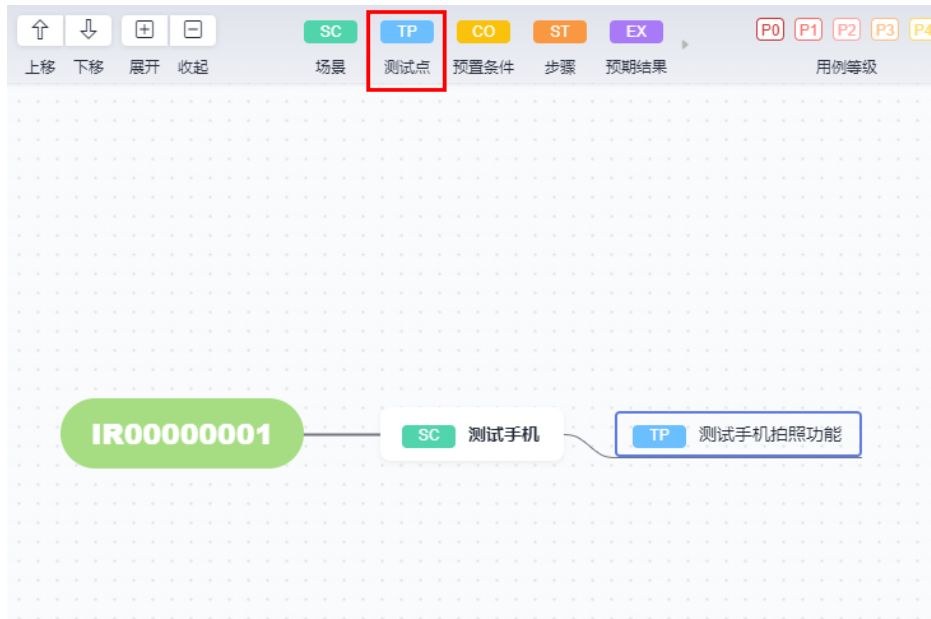 SC TP CO ST EX P0 P1 P2 P3 P4
上移 下移 展开 收起 场景 测试点 预置条件 步骤 预期结果 用例等级
IR00000001 SC 测试手机 TP 测试手机拍照功能